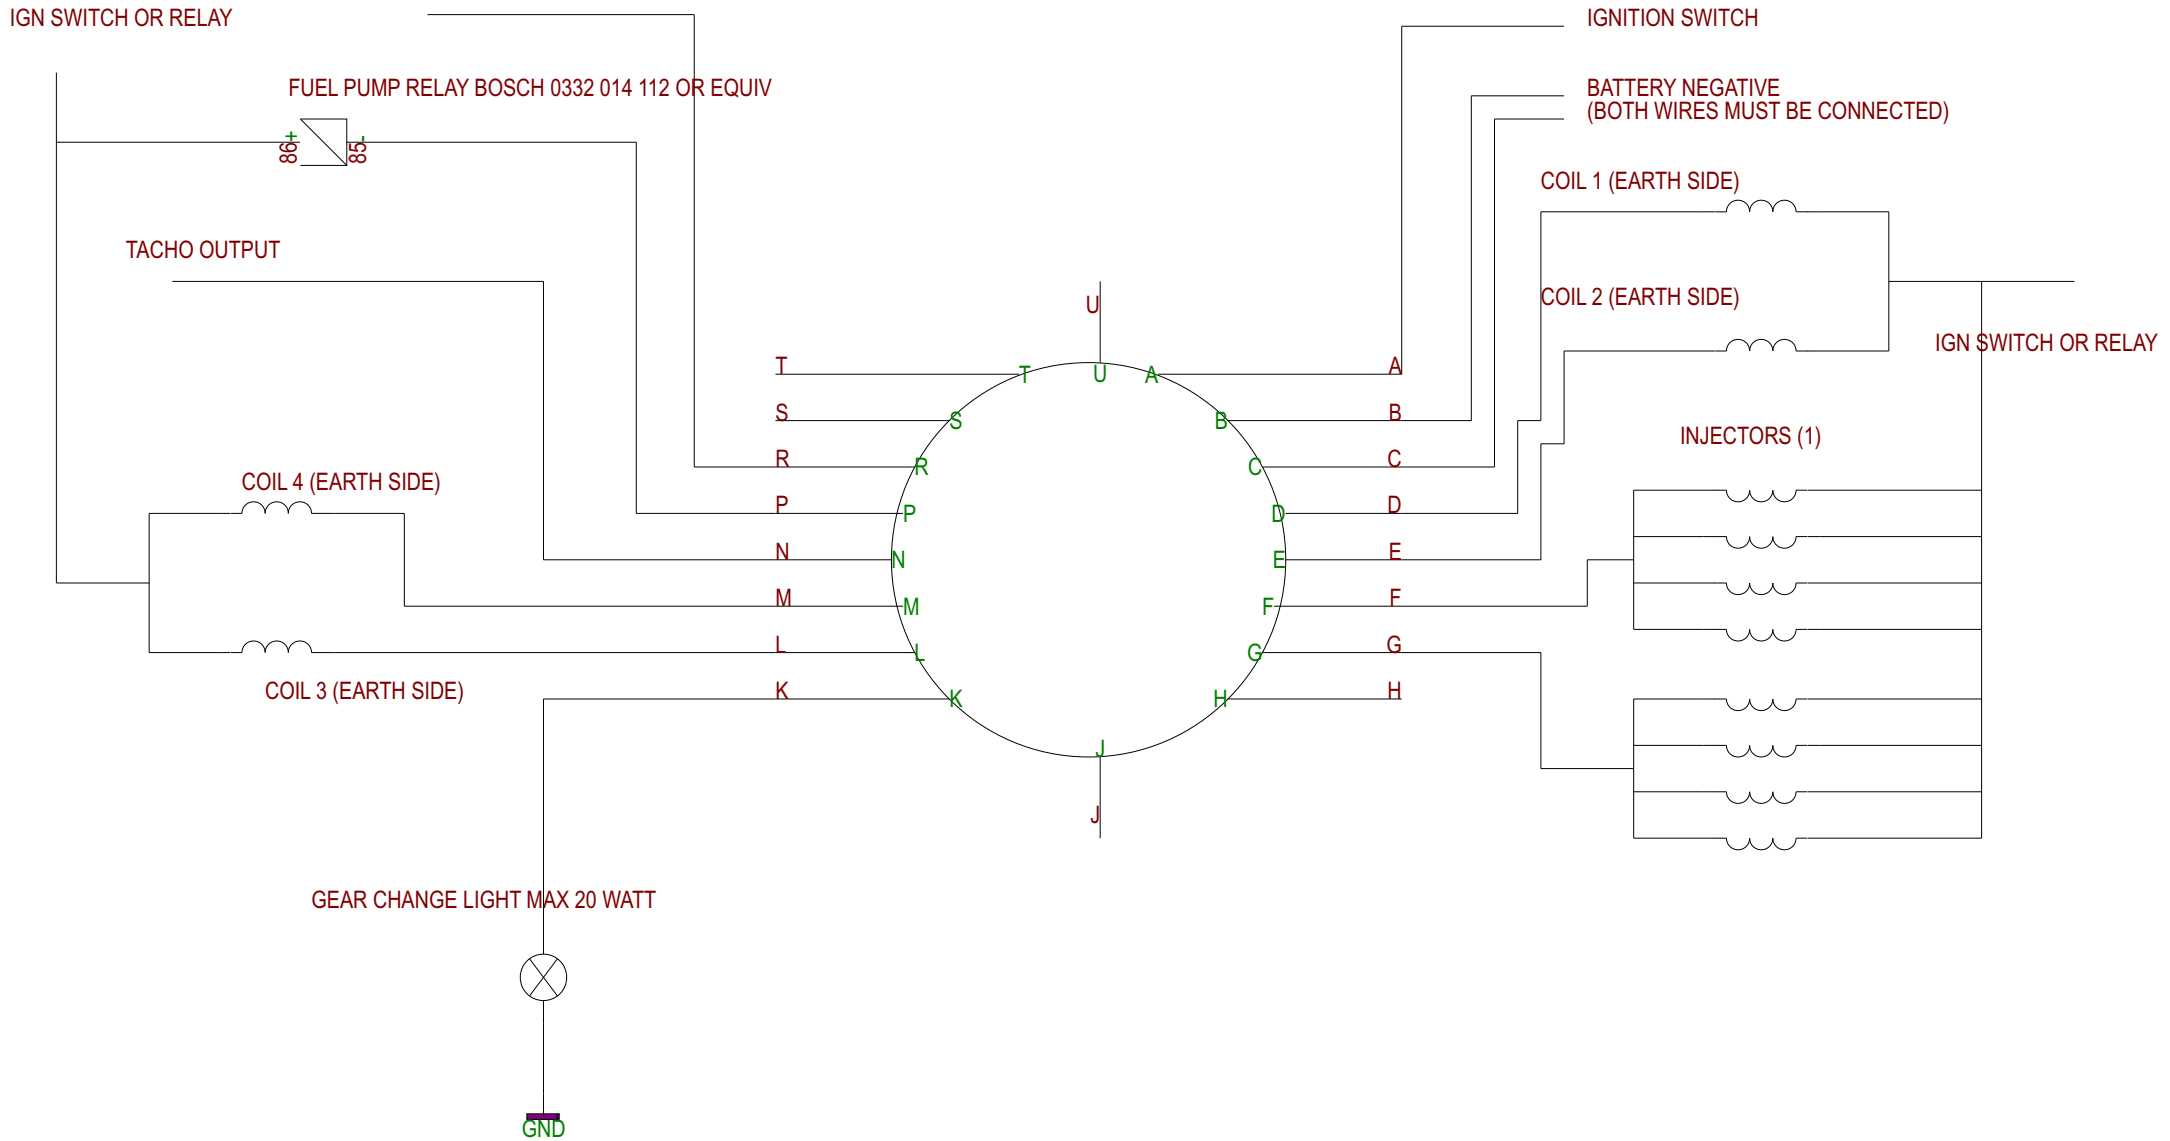 IGN SWITCH OR RELAY
IGNITION SWITCH
FUEL PUMP RELAY BOSCH 0332 014 112 OR EQUIV
BATTERY NEGATIVE
(BOTH WIRES MUST BE CONNECTED)
86+
85-
COIL 1 (EARTH SIDE)
TACHO OUTPUT
COIL 2 (EARTH SIDE)
IGN SWITCH OR RELAY
U
T T U A A
S S B B
R R C C
INJECTORS (1)
COIL 4 (EARTH SIDE)
P P D D
N N E E
M M F F
L L G G
COIL 3 (EARTH SIDE)
K K H H
J
J
GEAR CHANGE LIGHT MAX 20 WATT
GND